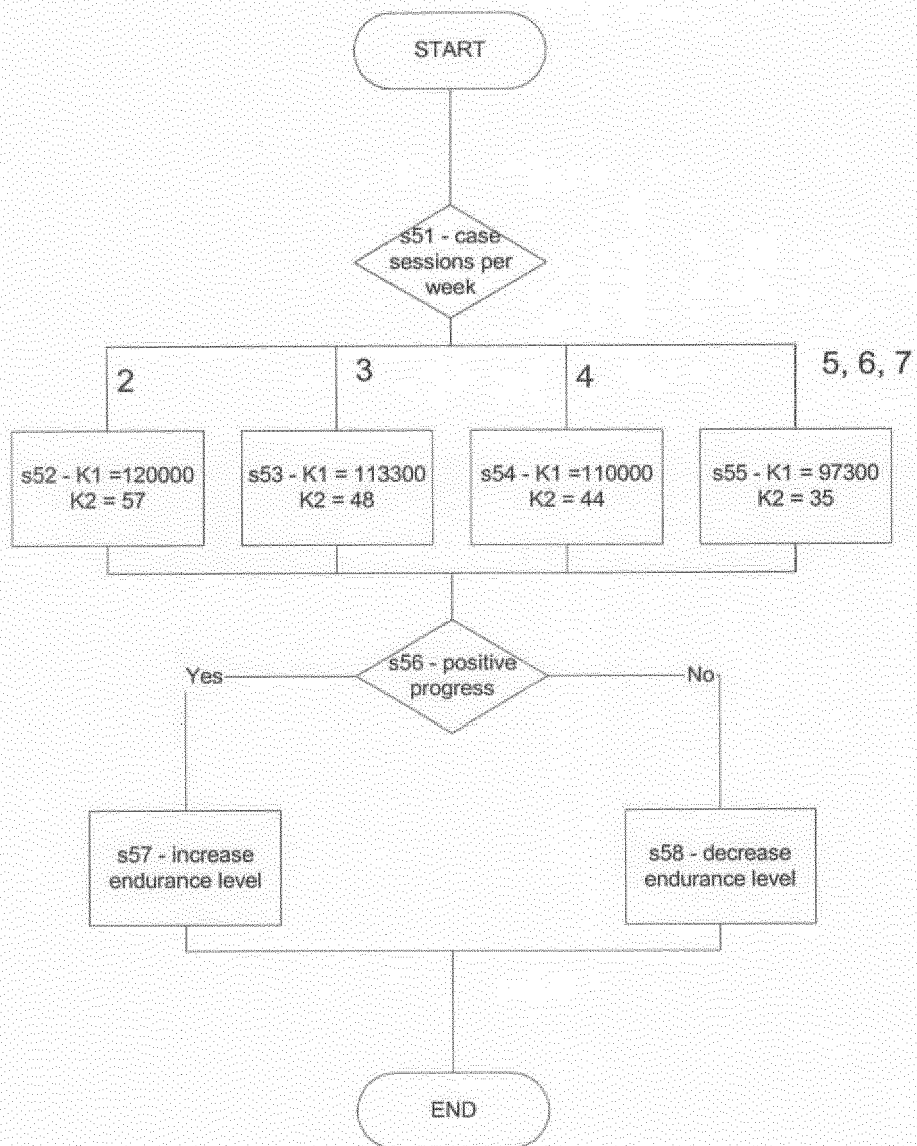 START
s51 - case
sessions per
week
2
3
4
5, 6, 7
s52 - K1 =120000
K2 = 57
s53 - K1 = 113300
K2 = 48
s54 - K1 =110000
K2 = 44
s55 - K1 = 97300
K2 = 35
s56 - positive
progress
Yes
No
s57 - increase
endurance level
s58 - decrease
endurance level
END